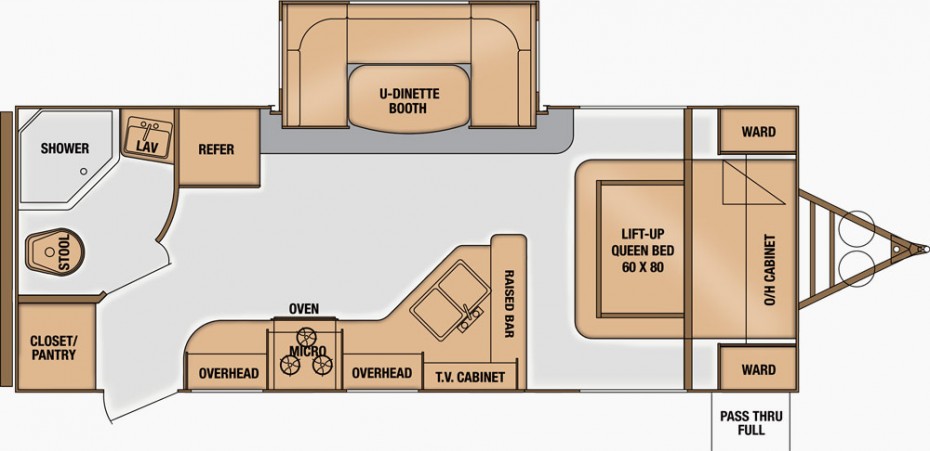 U-DINETTE
BOOTH
SHOWER
LAV
REFER
WARD
STOOL
LIFT-UP
QUEEN BED
60 X 80
O/H CABINET
RAISED BAR
OVEN
MICRO
CLOSET/
PANTRY
OVERHEAD
OVERHEAD
T.V. CABINET
WARD
PASS THRU
FULL